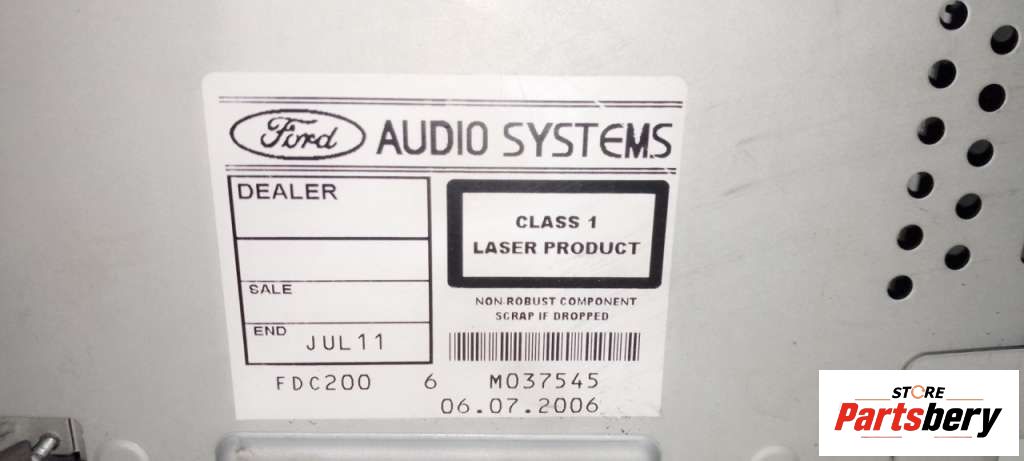 Ford AUDIO SYSTEMS
DEALER
CLASS 1
LASER PRODUCT
SALE
NON-ROBUST COMPONENT
SCRAP IF DROPPED
END JUL11
FDC200 6 M037545
06.07.2006
STORE
Partsbery